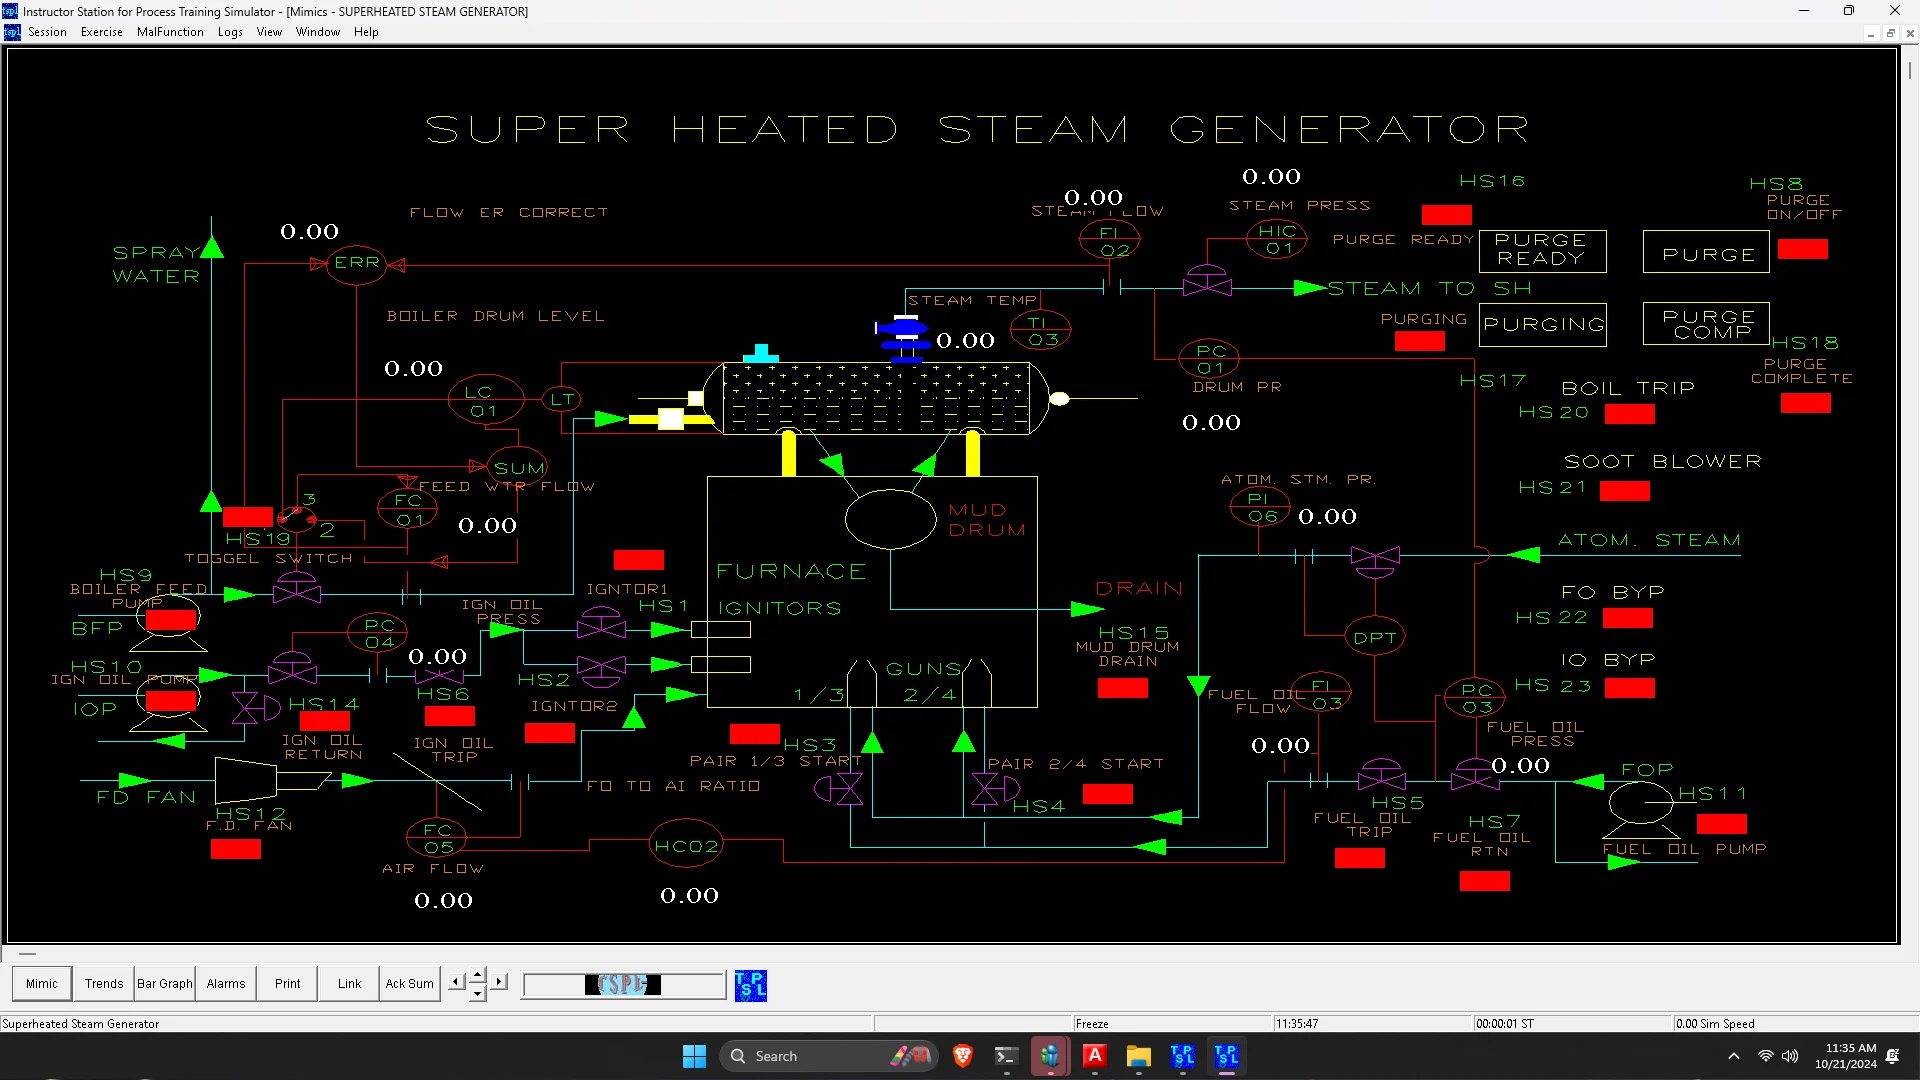 Instructor Station for Process Training Simulator - [Mimics - SUPERHEATED STEAM GENERATOR]
Session Exercise MalFunction Logs View Window Help
SUPER HEATED STEAM GENERATOR
0.00
STEAM FLOW
FI
02
0.00
STEAM PRESS
HIC
01
HS16
PURGE READY
HS8
PURGE
ON/OFF
PURGE
READY
PURGE
FLOW ER CORRECT
0.00
ERR
SPRAY
WATER
STEAM TO SH
STEAM TEMP
TI
03
0.00
PURGING
PURGING
PURGE
COMP
HS18
PURGE
COMPLETE
BOILER DRUM LEVEL
0.00
LC
01
LT
PC
01
DRUM PR
0.00
HS17
BOIL TRIP
HS20
SOOT BLOWER
HS21
SUM
FEED WTR FLOW
FC
01
0.00
3
2
HS19
TOGGEL SWITCH
MUD
DRUM
ATOM. STM. PR.
PI
06
0.00
ATOM. STEAM
HS9
BOILER FEED
PUMP
BFP
FURNACE
IGNITORS
IGNTOR1
HS1
IGN OIL
PRESS
DRAIN
HS15
MUD DRUM
DRAIN
FO BYP
HS22
DPT
IO BYP
HS23
PC
04
0.00
HS10
IGN OIL PUMP
IOP
HS2
HS6
HS14
IGN OIL
RETURN
IGN OIL
TRIP
IGNTOR2
GUNS
1/3
2/4
FUEL OIL
FLOW
FI
03
0.00
PC
03
FUEL OIL
PRESS
0.00
HS3
PAIR 1/3 START
PAIR 2/4 START
HS4
FD FAN
HS12
F.D. FAN
FO TO AI RATIO
FOP
HS11
FUEL OIL PUMP
HS5
FUEL OIL
TRIP
HS7
FUEL OIL
RTN
FC
05
AIR FLOW
0.00
HC02
0.00
Mimic Trends Bar Graph Alarms Print Link Ack Sum TSPL TPSL
Superheated Steam Generator Freeze 11:35:47 00:00:01 ST 0.00 Sim Speed
Search
11:35 AM
10/21/2024